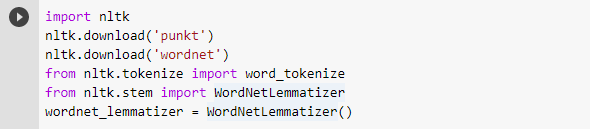 import nltk
nltk.download('punkt')
nltk.download('wordnet')
from nltk.tokenize import word_tokenize
from nltk.stem import WordNetLemmatizer
wordnet_lemmatizer = WordNetLemmatizer()